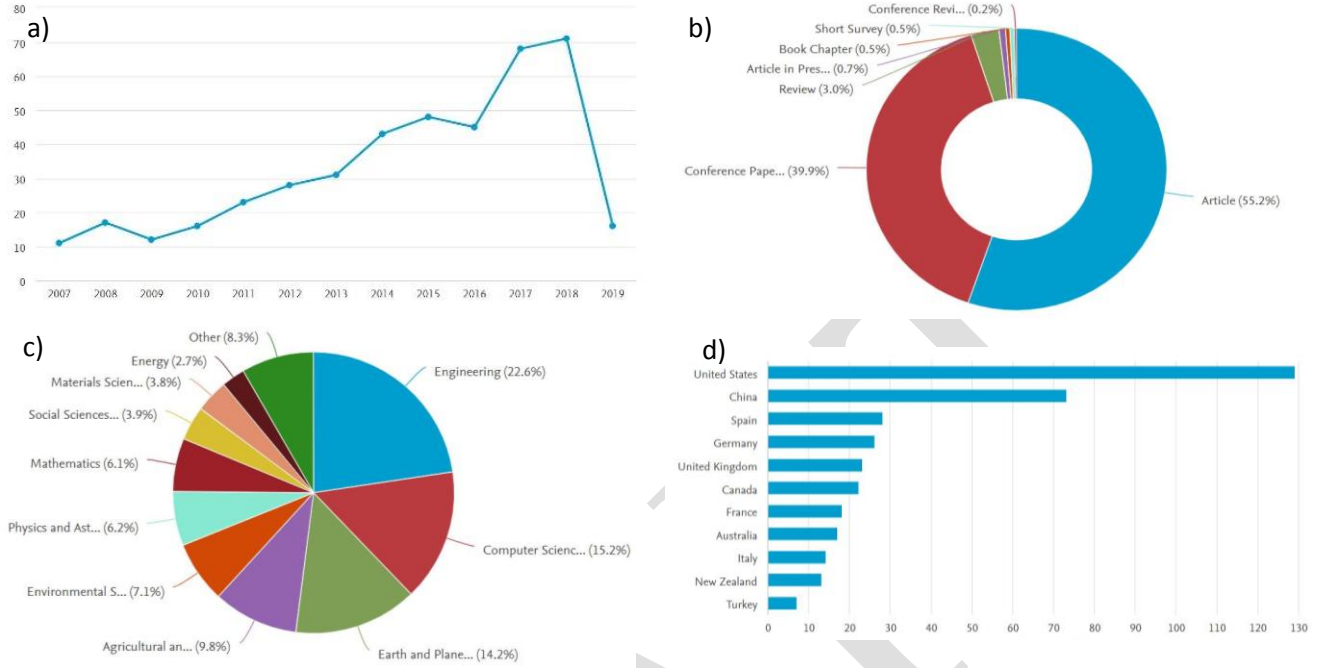 a)
80
70
60
50
40
30
20
10
0
2007 2008 2009 2010 2011 2012 2013 2014 2015 2016 2017 2018 2019
b)
Conference Revi... (0.2%)
Short Survey (0.5%)
Book Chapter (0.5%)
Article in Pres... (0.7%)
Review (3.0%)
Conference Pape... (39.9%)
Article (55.2%)
c)
Other (8.3%)
Energy (2.7%)
Materials Scien... (3.8%)
Social Sciences... (3.9%)
Mathematics (6.1%)
Physics and Ast... (6.2%)
Environmental S... (7.1%)
Agricultural an... (9.8%)
Engineering (22.6%)
Computer Scienc... (15.2%)
Earth and Plane... (14.2%)
d)
United States
China
Spain
Germany
United Kingdom
Canada
France
Australia
Italy
New Zealand
Turkey
0 10 20 30 40 50 60 70 80 90 100 110 120 130